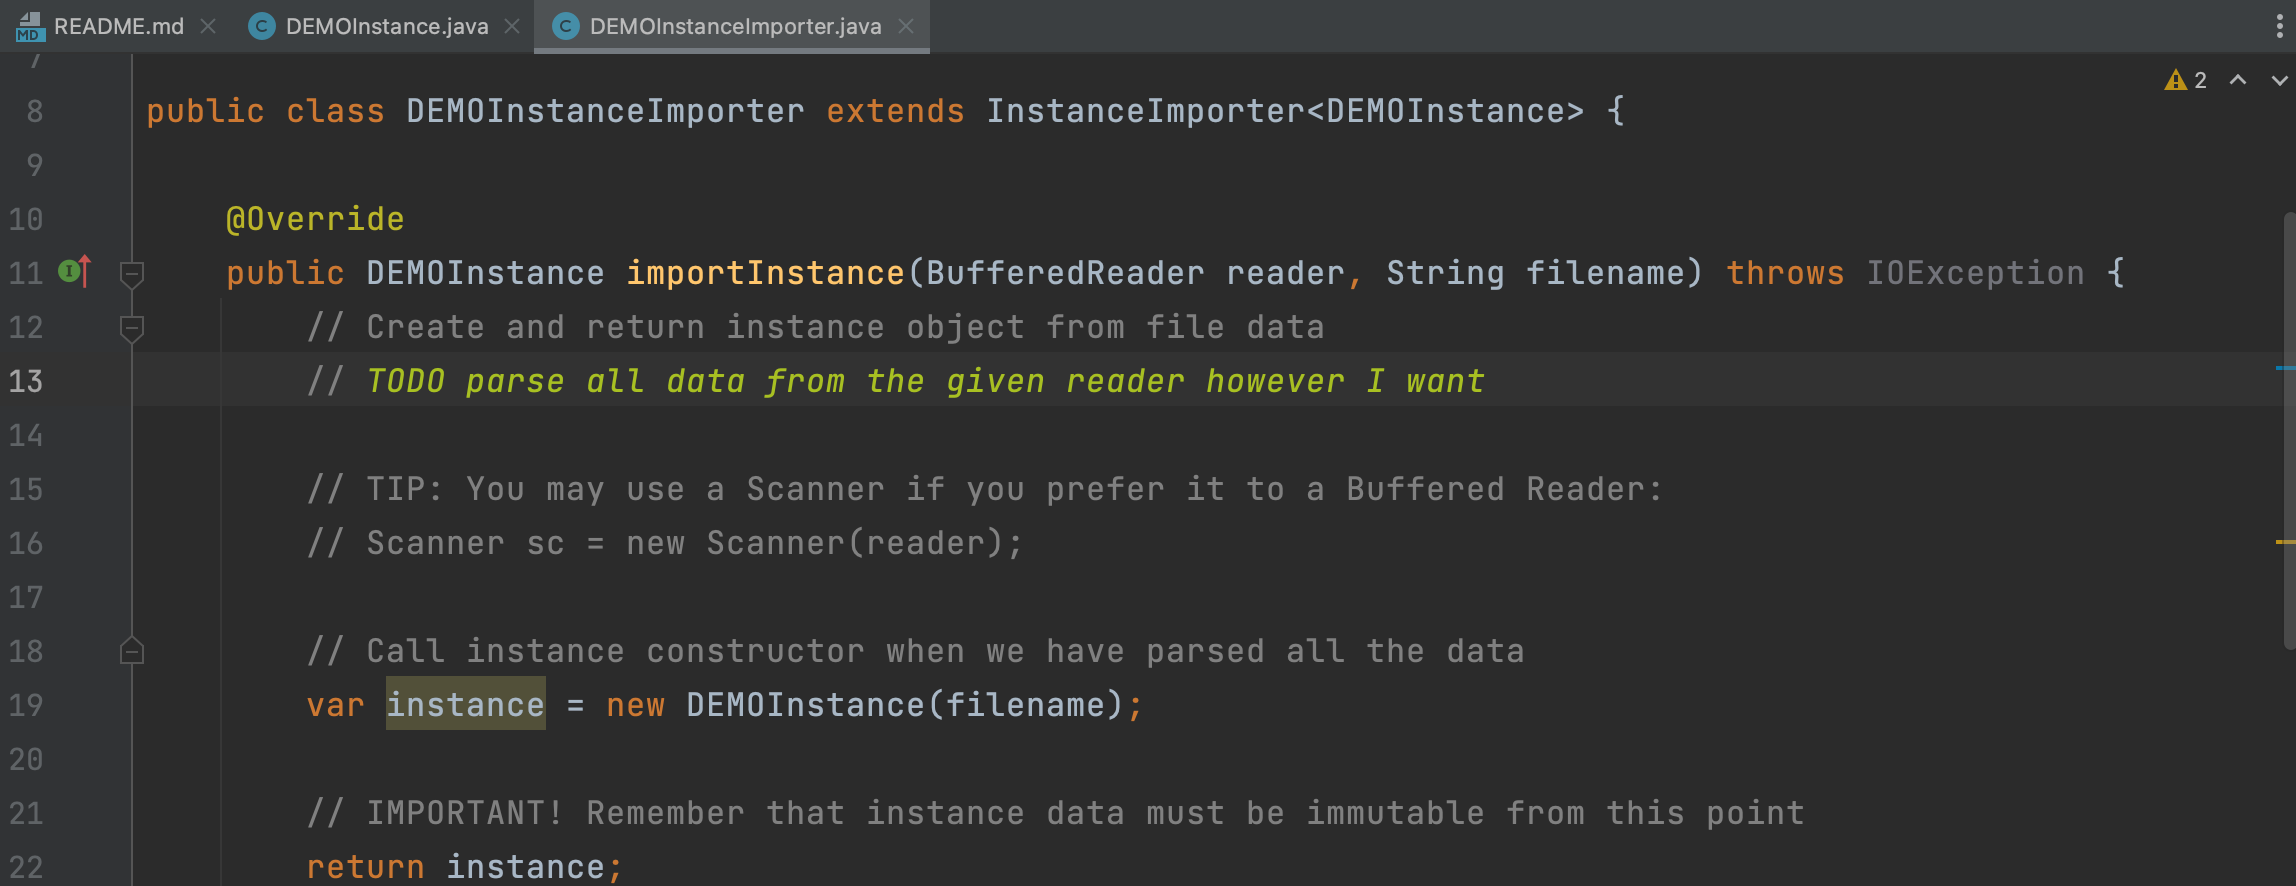 README.md DEMOInstance.java DEMOInstanceImporter.java
7
2
8 public class DEMOInstanceImporter extends InstanceImporter<DEMOInstance> {
9
10 @Override
11 public DEMOInstance importInstance(BufferedReader reader, String filename) throws IOException {
12 // Create and return instance object from file data
13 // TODO parse all data from the given reader however I want
14
15 // TIP: You may use a Scanner if you prefer it to a Buffered Reader:
16 // Scanner sc = new Scanner(reader);
17
18 // Call instance constructor when we have parsed all the data
19 var instance = new DEMOInstance(filename);
20
21 // IMPORTANT! Remember that instance data must be immutable from this point
22 return instance;